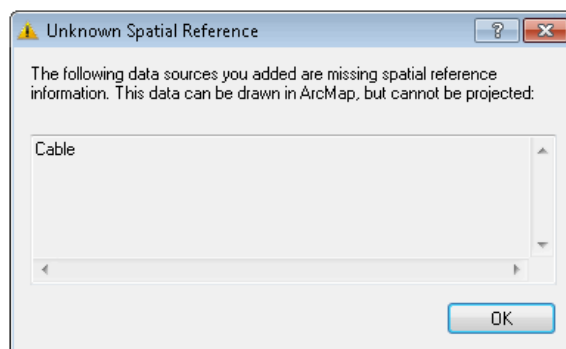 Unknown Spatial Reference
The following data sources you added are missing spatial reference
information. This data can be drawn in ArcMap, but cannot be projected:
Cable
OK